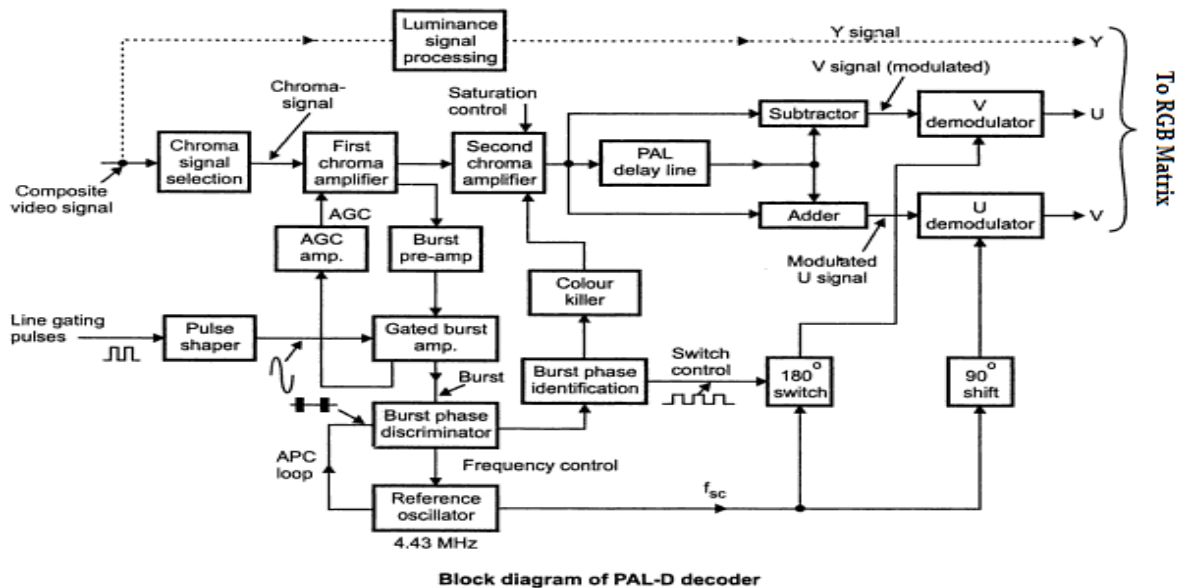 Luminance
signal
processing
Y signal
Y
V signal (modulated)
Chroma-
signal
Saturation
control
Chroma
signal
selection
First
chroma
amplifier
Second
chroma
amplifier
PAL
delay line
Subtractor
V
demodulator
U
Composite
video signal
Adder
U
demodulator
V
To RGB Matrix
AGC
AGC
amp.
Burst
pre-amp
Modulated
U signal
Colour
killer
Line gating
pulses
Pulse
shaper
Gated burst
amp.
Burst
Burst phase
identification
Switch
control
180°
switch
90°
shift
Burst phase
discriminator
APC
loop
Frequency control
Reference
oscillator
fsc
4.43 MHz
Block diagram of PAL-D decoder